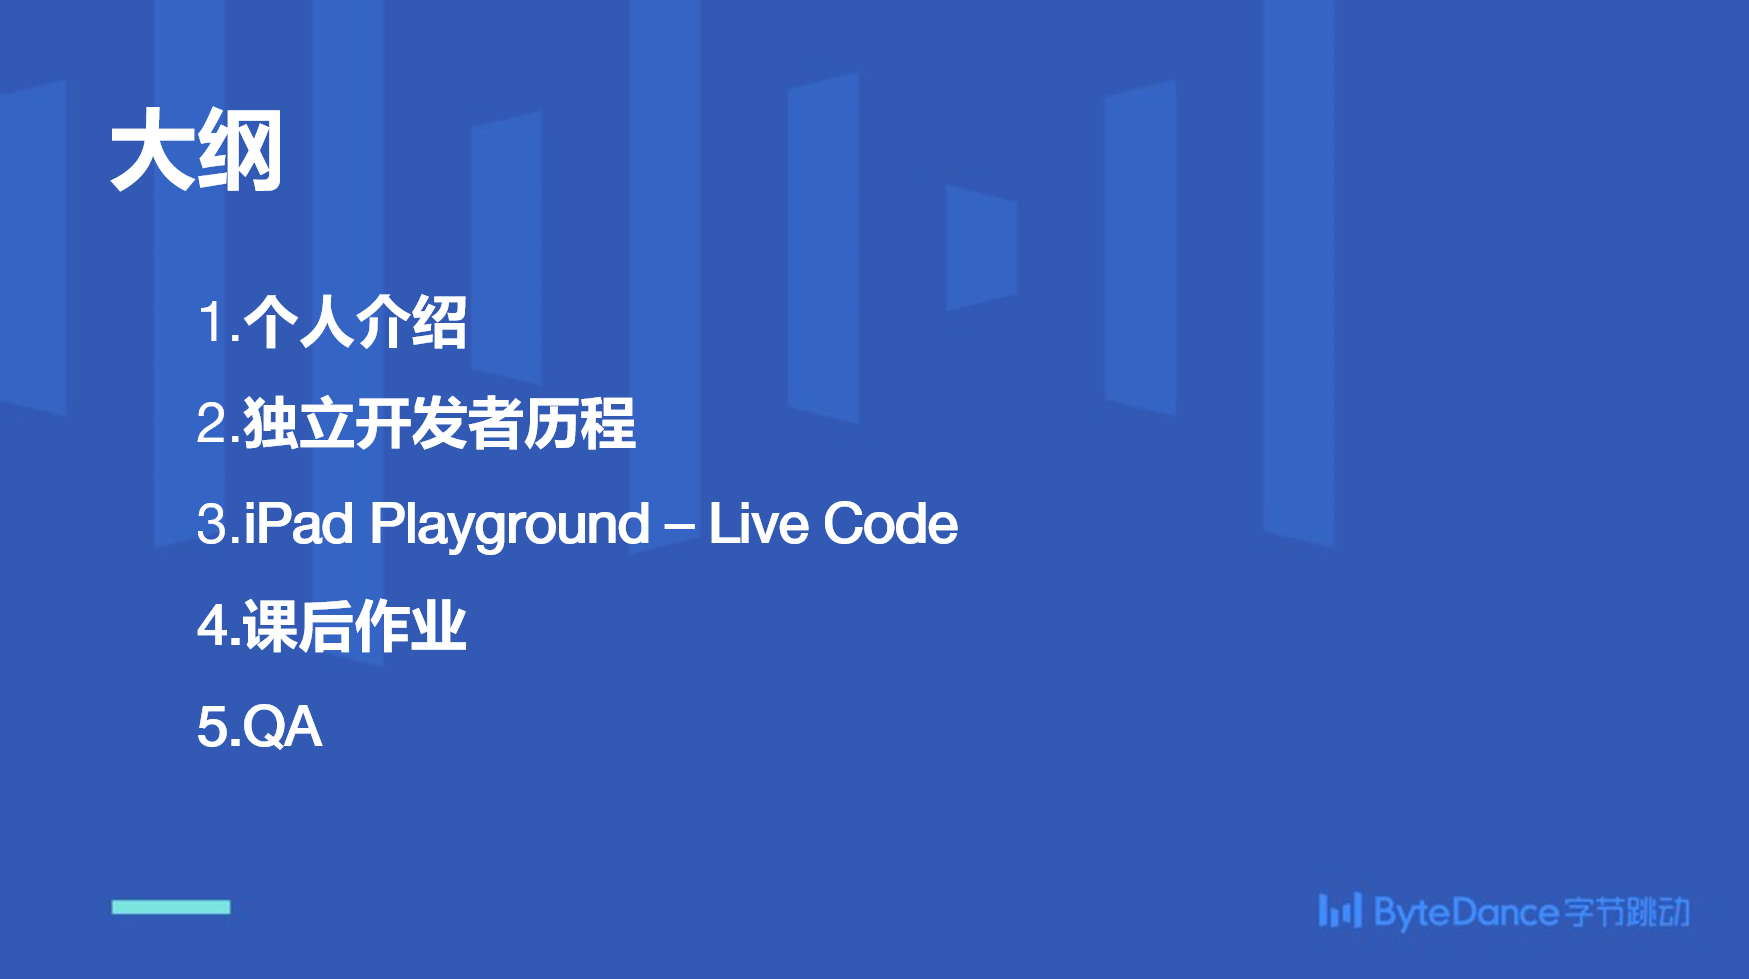 大纲
1.个人介绍
2.独立开发者历程
3.iPad Playground – Live Code
4.课后作业
5.QA
ByteDance字节跳动